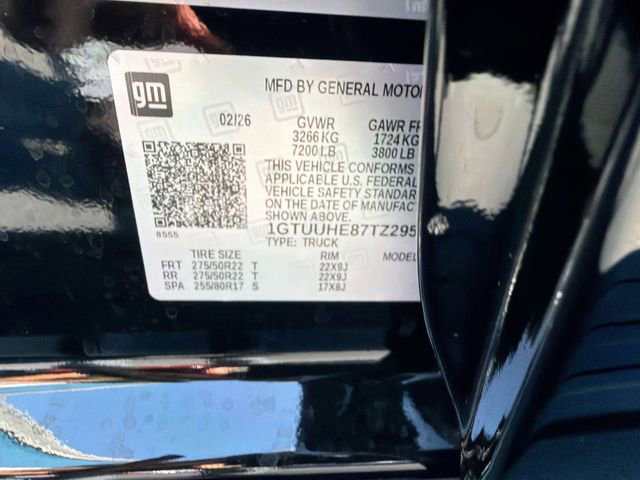 gm
MFD BY GENERAL MOTOR
02/26
GVWR GAWR FR
3266 KG 1724 KG
7200 LB 3800 LB
THIS VEHICLE CONFORMS
APPLICABLE U.S. FEDERAL
VEHICLE SAFETY STANDAR
ON THE DATE OF MANUFAC
SHOWN ABOVE.
8555
1GTUUHE87TZ295
TYPE: TRUCK
TIRE SIZE RIM MODEL
FRT 275/50R22 T 22X9J
RR 275/50R22 T 22X9J
SPA 255/80R17 S 17X8J